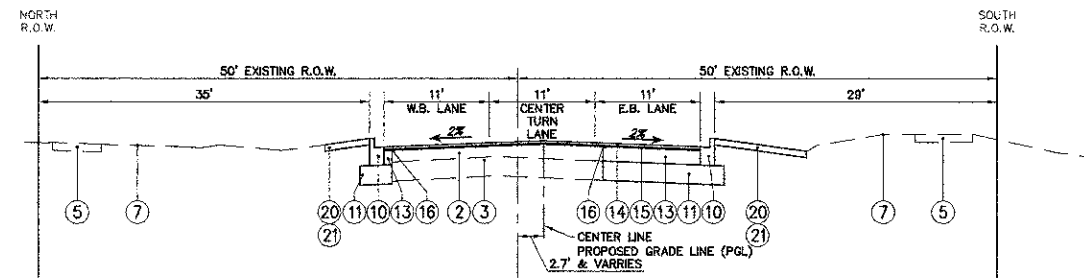 NORTH
R.O.W.
SOUTH
R.O.W.
50' EXISTING R.O.W.
50' EXISTING R.O.W.
35'
11'
11'
11'
29'
W.B. LANE
CENTER
TURN
LANE
E.B. LANE
2%
2%
5
7
20
11
10
13
16
2
3
16
14
15
13
11
10
20
7
5
21
21
CENTER LINE
PROPOSED GRADE LINE (PGL)
2.7' & VARRIES